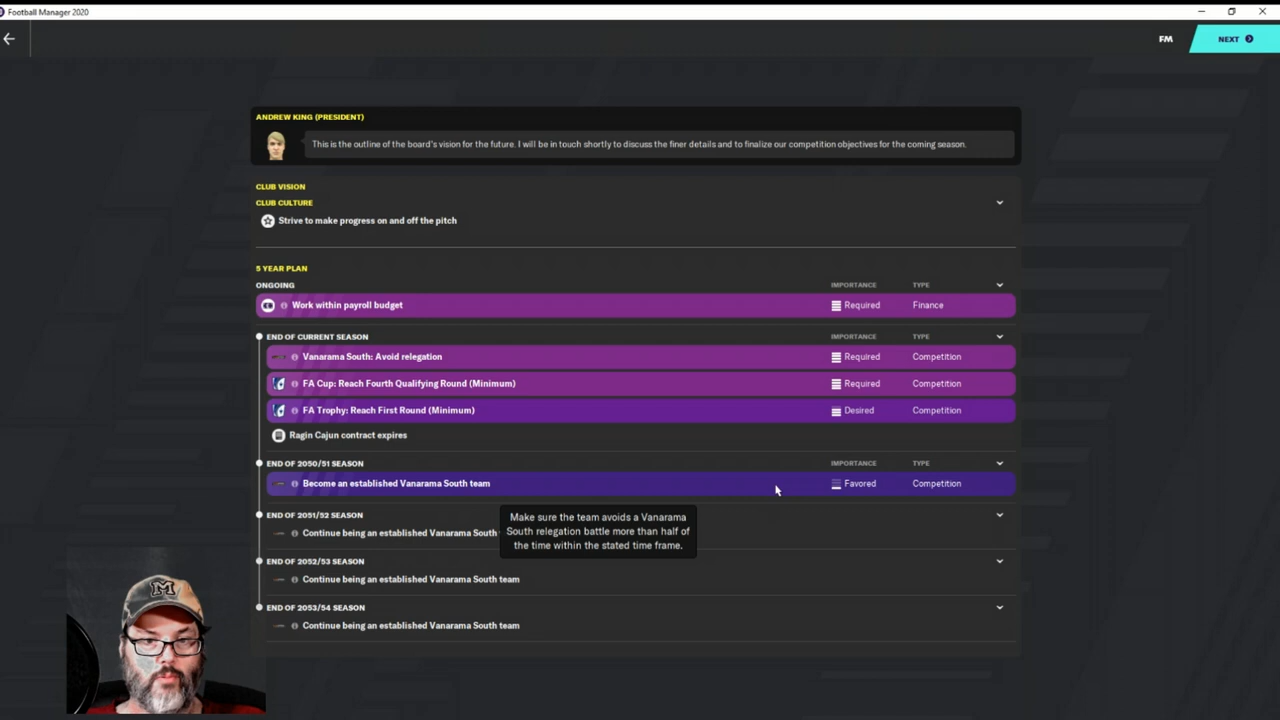 Football Manager 2020
FM
NEXT
ANDREW KING (PRESIDENT)
This is the outline of the board's vision for the future. I will be in touch shortly to discuss the finer details and to finalize our competition objectives for the coming season.
CLUB VISION
CLUB CULTURE
Strive to make progress on and off the pitch
5 YEAR PLAN
ONGOING IMPORTANCE TYPE
Work within payroll budget Required Finance
END OF CURRENT SEASON IMPORTANCE TYPE
Vanarama South: Avoid relegation Required Competition
FA Cup: Reach Fourth Qualifying Round (Minimum) Required Competition
FA Trophy: Reach First Round (Minimum) Desired Competition
Ragin Cajun contract expires
END OF 2050/51 SEASON IMPORTANCE TYPE
Become an established Vanarama South team Favored Competition
END OF 2051/52 SEASON
Continue being an established Vanarama South
Make sure the team avoids a Vanarama
South relegation battle more than half of
the time within the stated time frame.
END OF 2052/53 SEASON
Continue being an established Vanarama South team
END OF 2053/54 SEASON
Continue being an established Vanarama South team
M